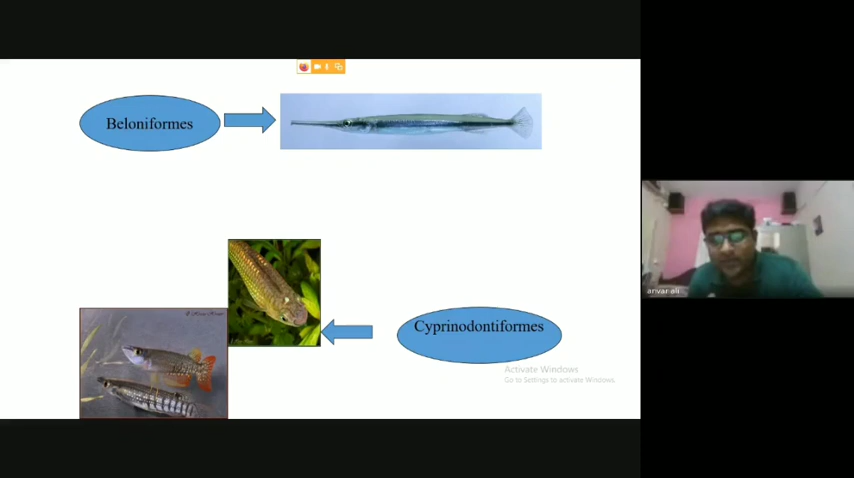 Beloniformes
Cyprinodontiformes
Activate Windows
Go to Settings to activate Windows.
anvar ali